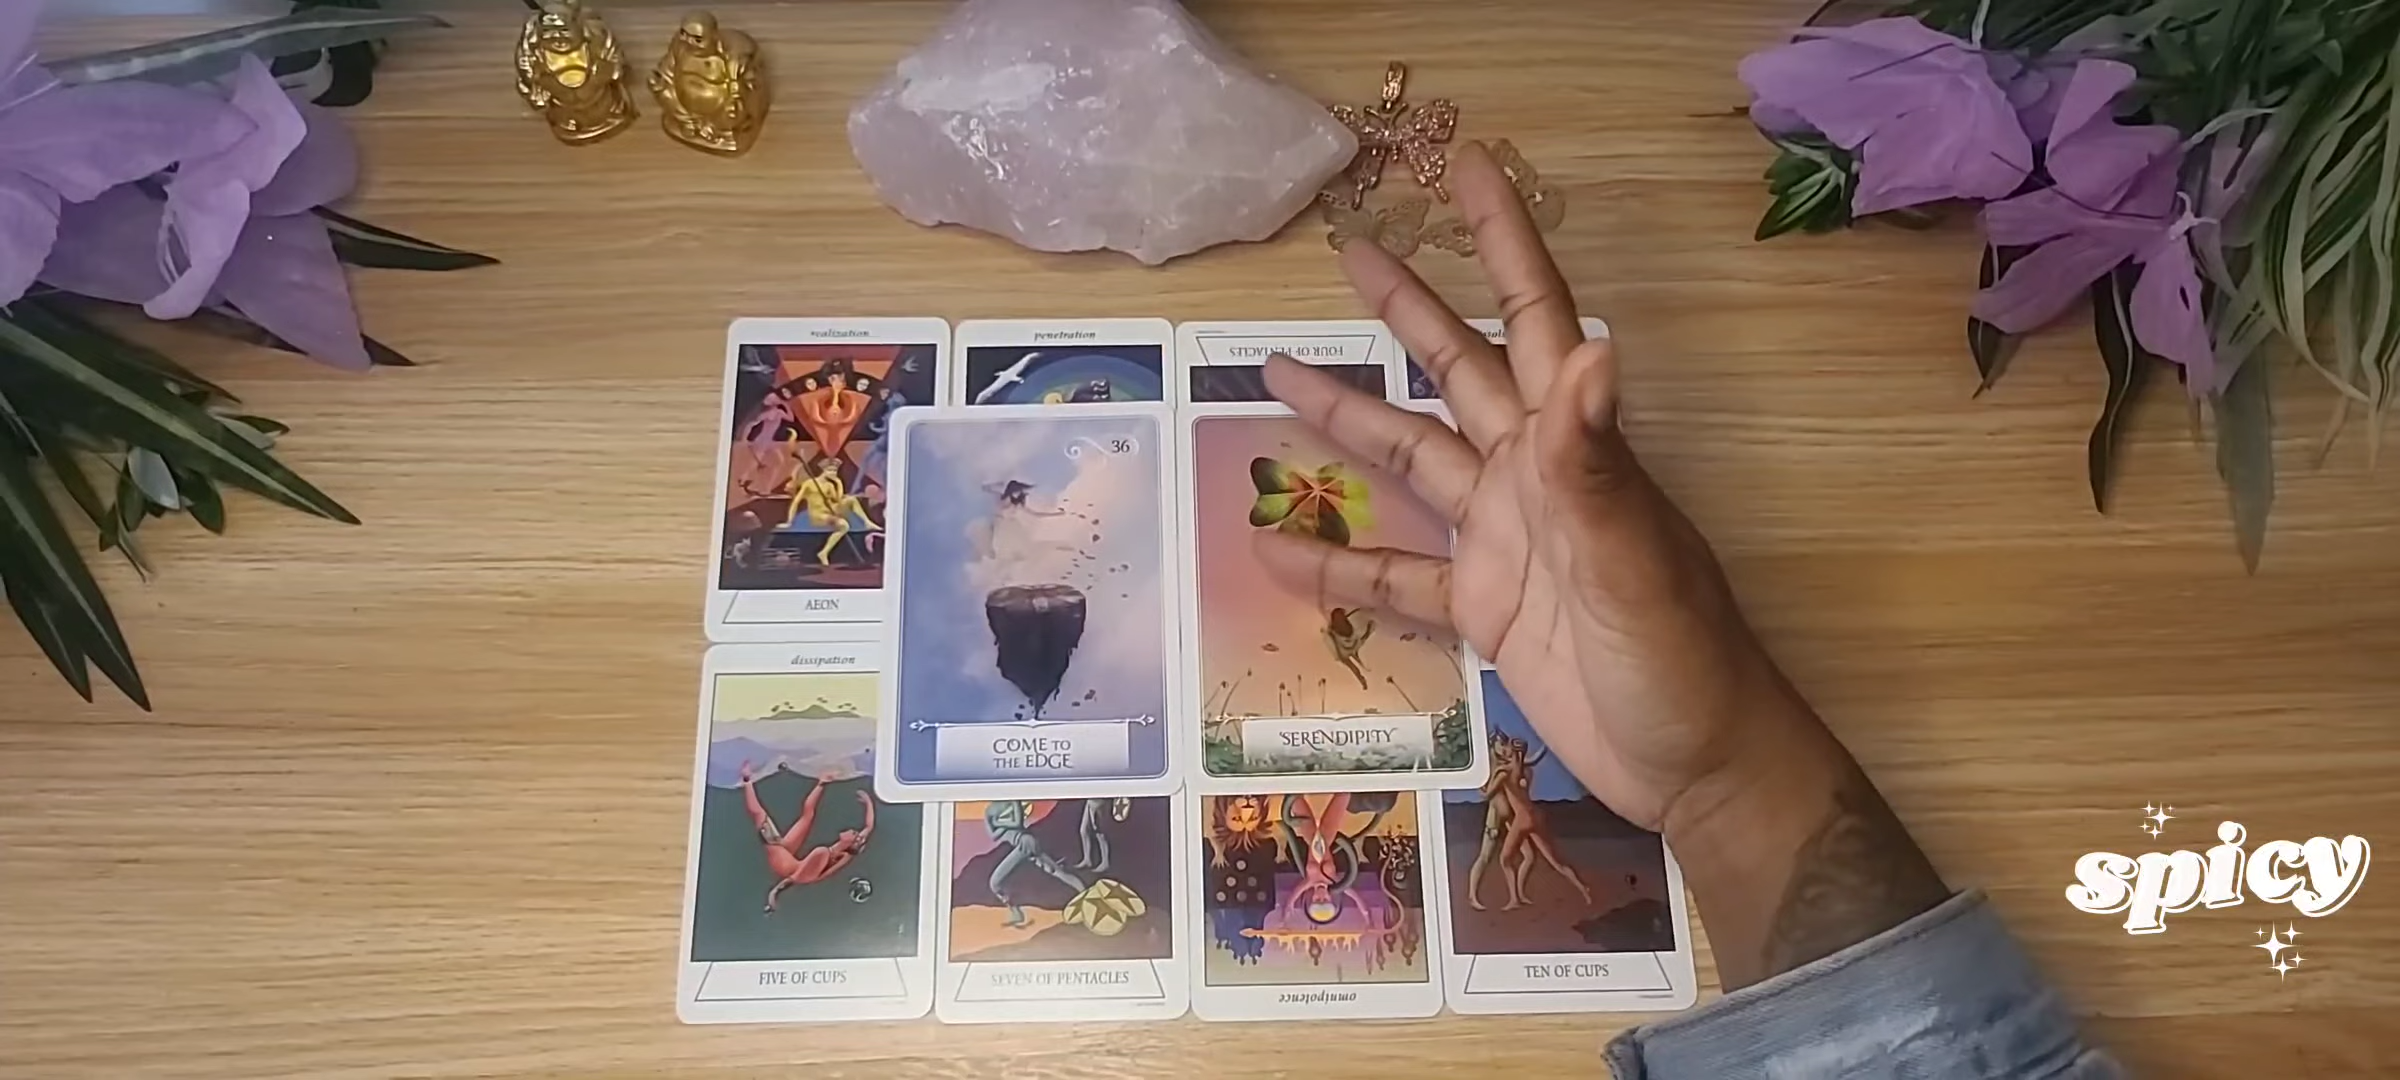 realization
penetration
FOUR OF PENTACLES
36
AEON
COME TO
THE EDGE
SERENDIPITY
dissipation
FIVE OF CUPS
SEVEN OF PENTACLES
omnipotence
TEN OF CUPS
spicy